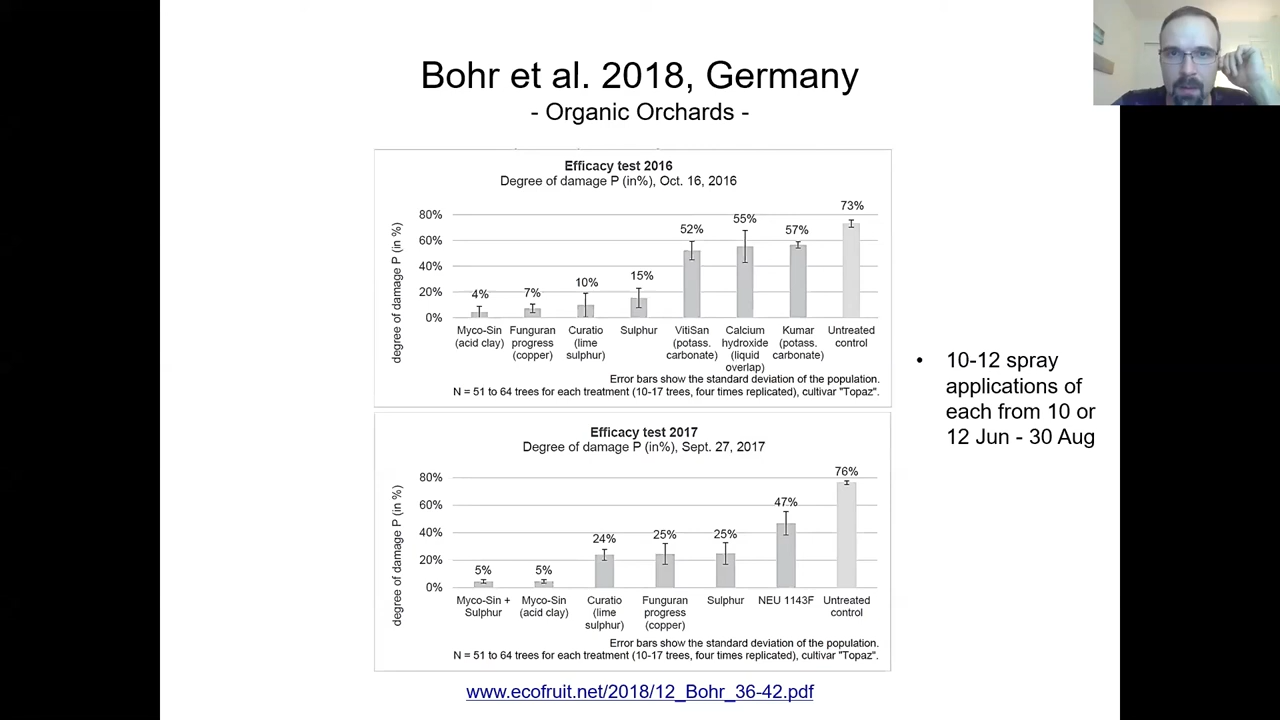 Bohr et al. 2018, Germany
- Organic Orchards -
Efficacy test 2016
Degree of damage P (in%), Oct. 16, 2016
degree of damage P (in %)
80%
60%
40%
20%
0%
4%
7%
10%
15%
52%
55%
57%
73%
Myco-Sin (acid clay)
Funguran progress (copper)
Curatio (lime sulphur)
Sulphur
VitiSan (potass. carbonate)
Calcium hydroxide (liquid overlap)
Kumar (potass. carbonate)
Untreated control
Error bars show the standard deviation of the population.
N = 51 to 64 trees for each treatment (10-17 trees, four times replicated), cultivar "Topaz".
Efficacy test 2017
Degree of damage P (in%), Sept. 27, 2017
degree of damage P (in %)
80%
60%
40%
20%
0%
5%
5%
24%
25%
25%
47%
76%
Myco-Sin + Sulphur
Myco-Sin (acid clay)
Curatio (lime sulphur)
Funguran progress (copper)
Sulphur
NEU 1143F
Untreated control
Error bars show the standard deviation of the population.
N = 51 to 64 trees for each treatment (10-17 trees, four times replicated), cultivar "Topaz".
• 10-12 spray
applications of
each from 10 or
12 Jun - 30 Aug
www.ecofruit.net/2018/12_Bohr_36-42.pdf